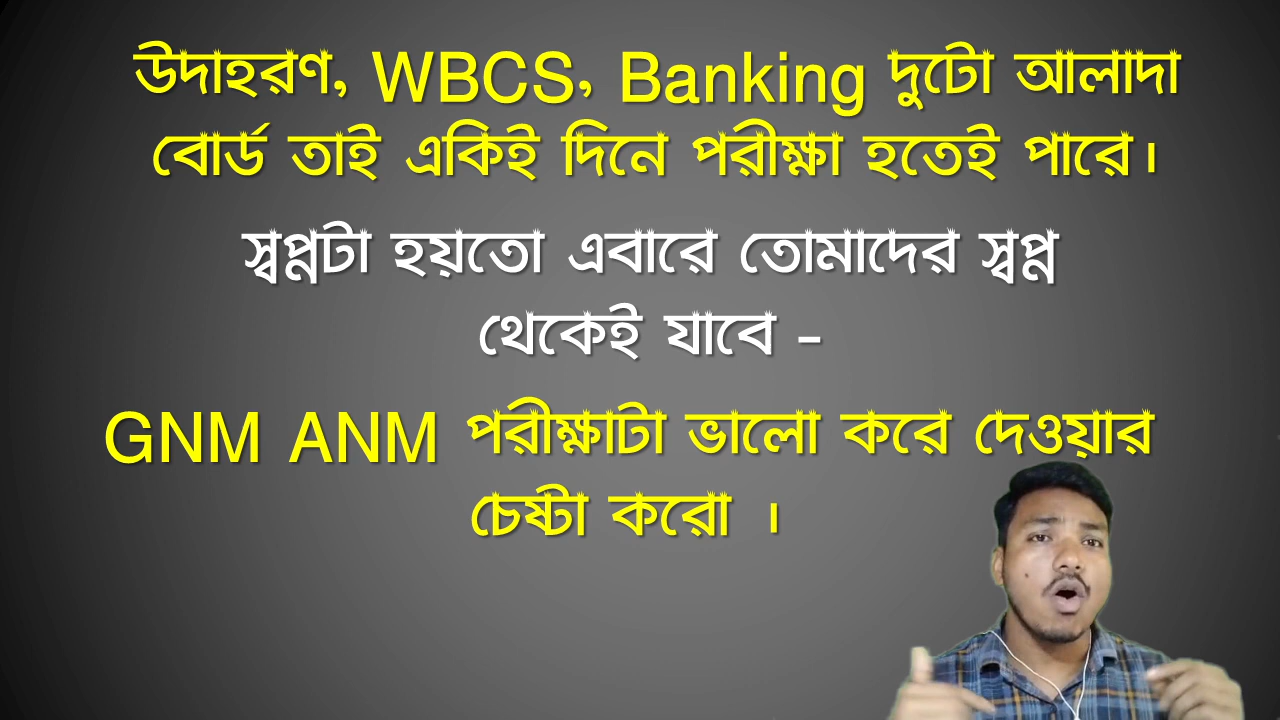 উদাহরণ, WBCS, Banking দুটো আলাদা
বোর্ড তাই একিই দিনে পরীক্ষা হতেই পারে।
স্বপ্নটা হয়তো এবারে তোমাদের স্বপ্ন
থেকেই যাবে –
GNM ANM পরীক্ষাটা ভালো করে দেওয়ার
চেষ্টা করো ।